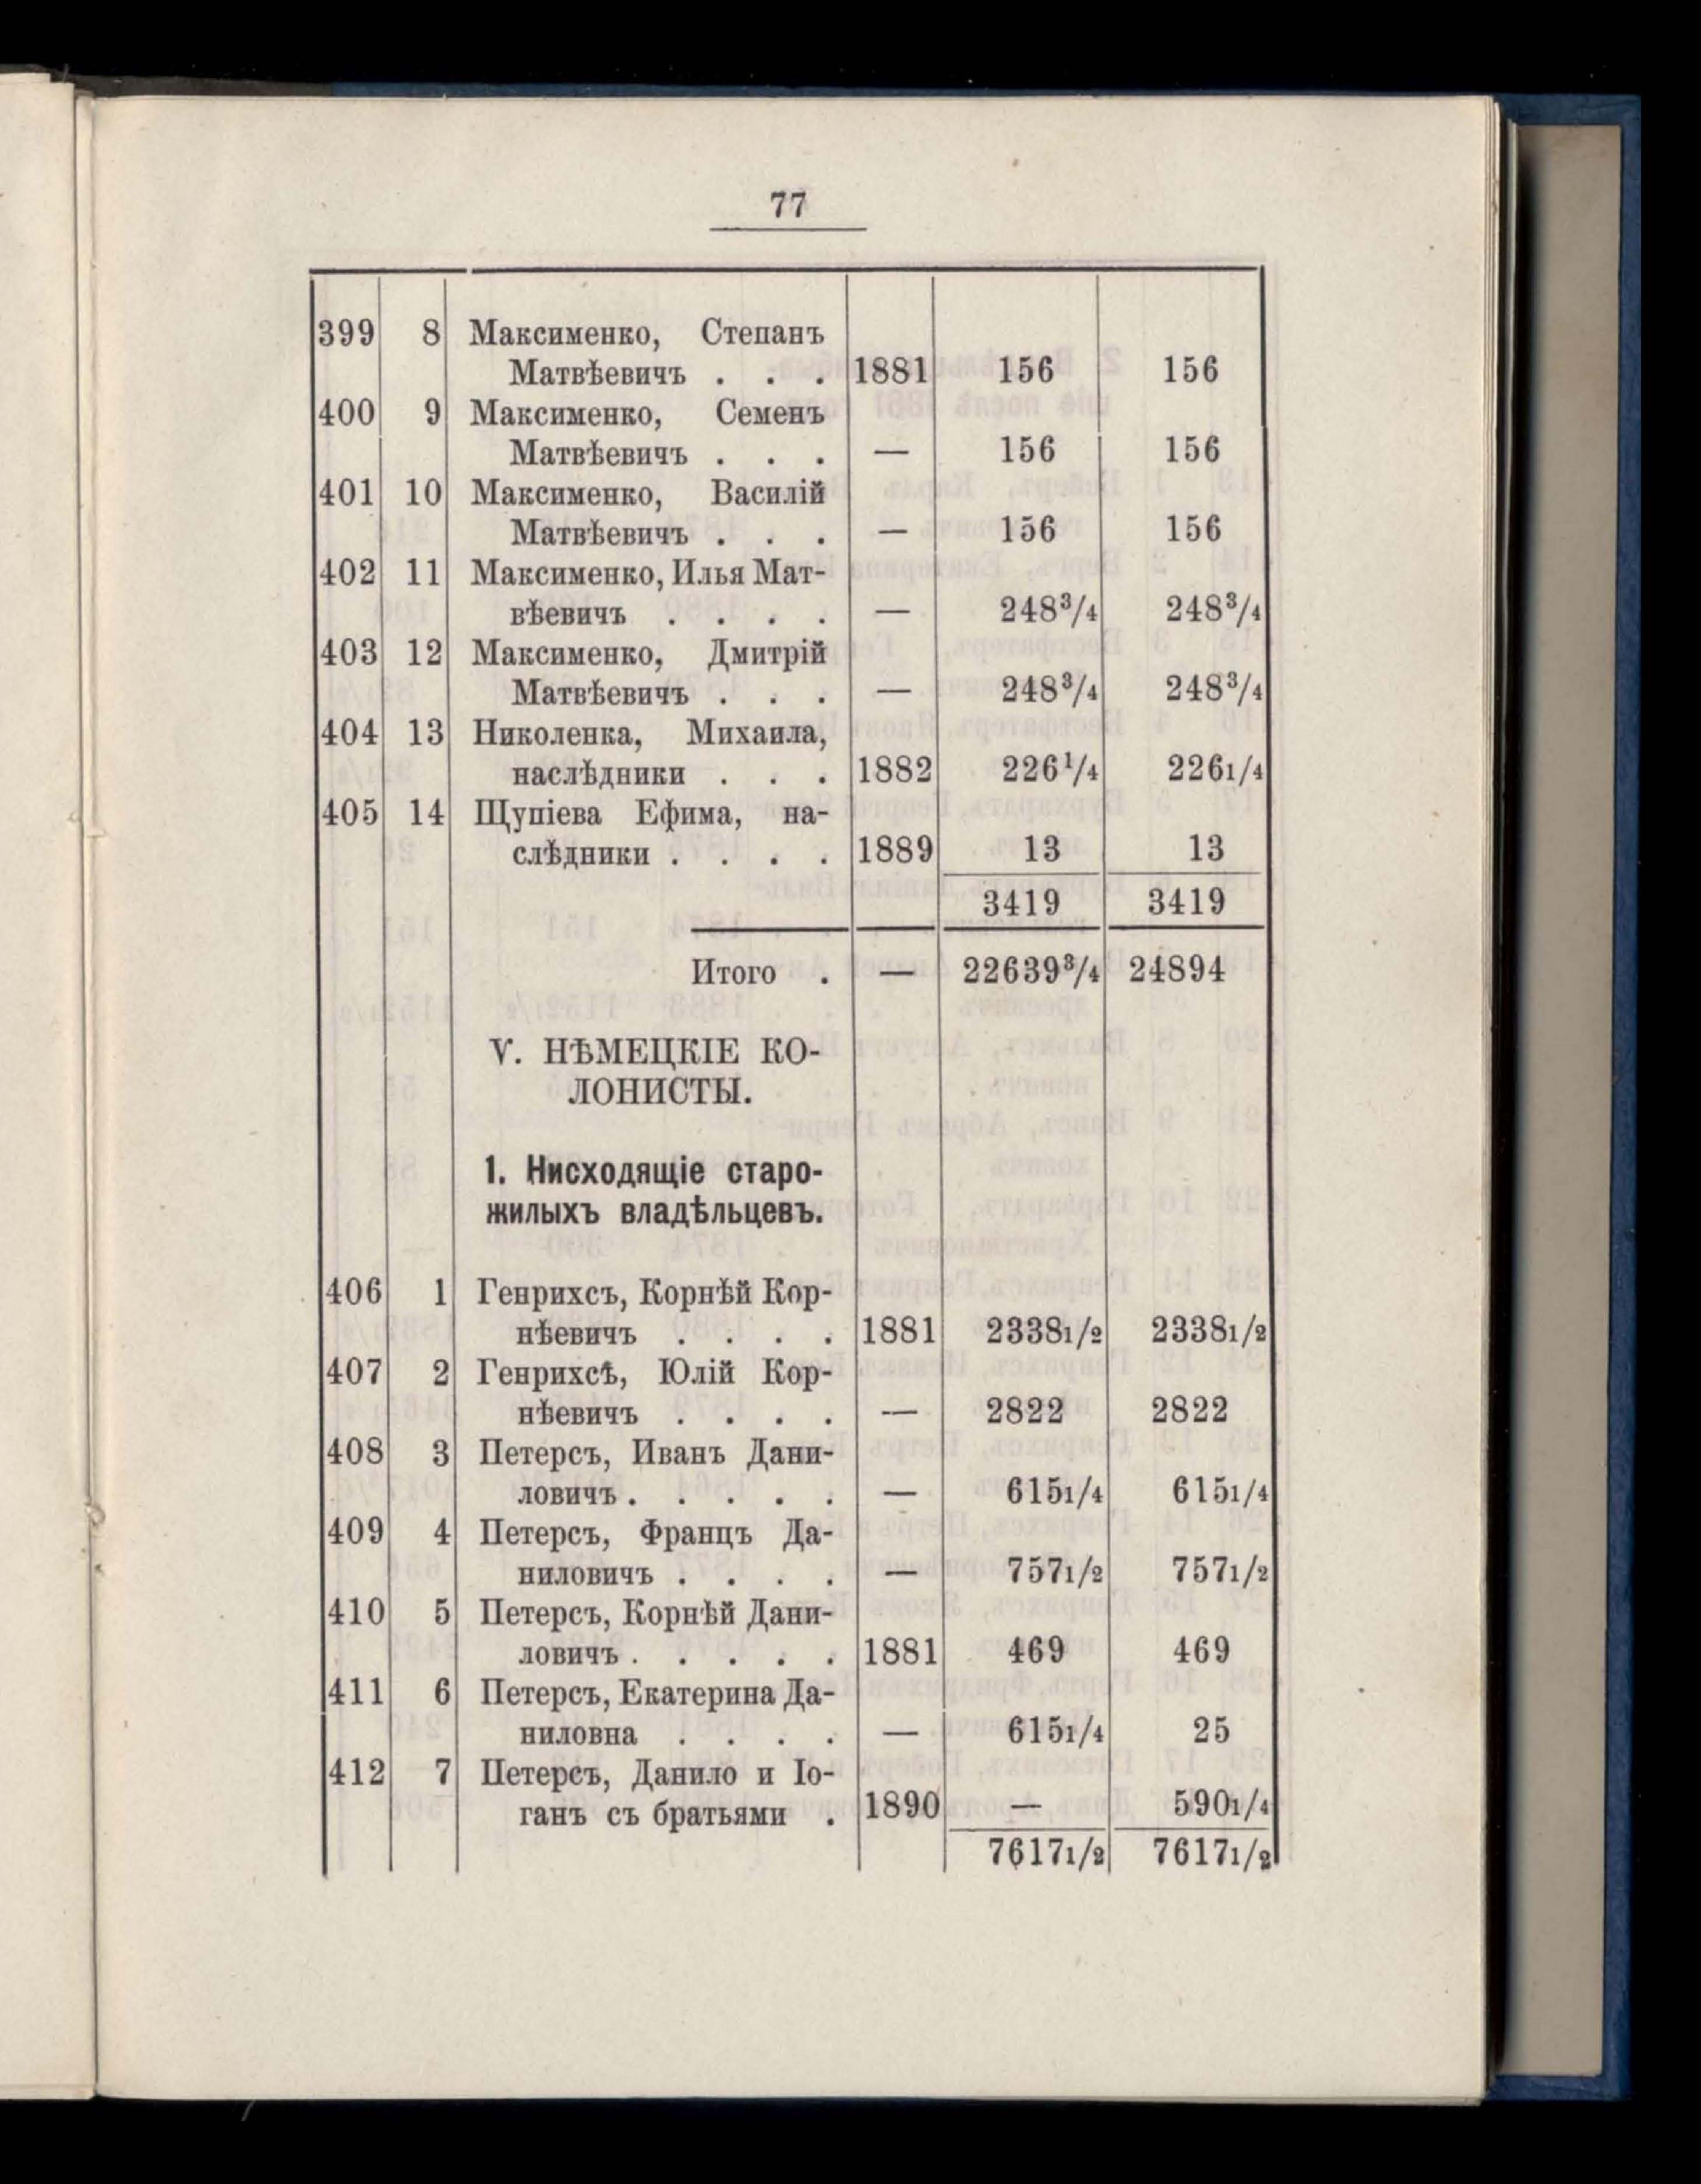 77
399 8 Максименко, Степанъ
Матвѣевичъ . . . 1881 156 156
400 9 Максименко, Семенъ
Матвѣевичъ . . . — 156 156
401 10 Максименко, Василій
Матвѣевичъ . . . — 156 156
402 11 Максименко, Илья Мат-
вѣевичъ . . . . — 248³/4 248³/4
403 12 Максименко, Дмитрій
Матвѣевичъ . . . — 248³/4 248³/4
404 13 Николенка, Михаила,
наслѣдники . . . 1882 226¹/4 2261/4
405 14 Щупіева Ефима, на-
слѣдники . . . . 1889 13 13
3419 3419
Итого . — 22639³/4 24894
V. НѢМЕЦКІЕ КО-
ЛОНИСТЫ.
1. Нисходящіе старо-
жилыхъ владѣльцевъ.
406 1 Генрихсъ, Корнѣй Кор-
нѣевичъ . . . . 1881 23381/2 23381/2
407 2 Генрихсѣ, Юлій Кор-
нѣевичъ . . . . — 2822 2822
408 3 Петерсъ, Иванъ Дани-
ловичъ . . . . . — 6151/4 6151/4
409 4 Петерсъ, Францъ Да-
ниловичъ . . . . — 7571/2 7571/2
410 5 Петерсъ, Корнѣй Дани-
ловичъ . . . . . 1881 469 469
411 6 Петерсъ, Екатерина Да-
ниловна . . . . — 6151/4 25
412 7 Петерсъ, Данило и Іо-
ганъ съ братьями . 1890 — 5901/4
76171/2 76171/2